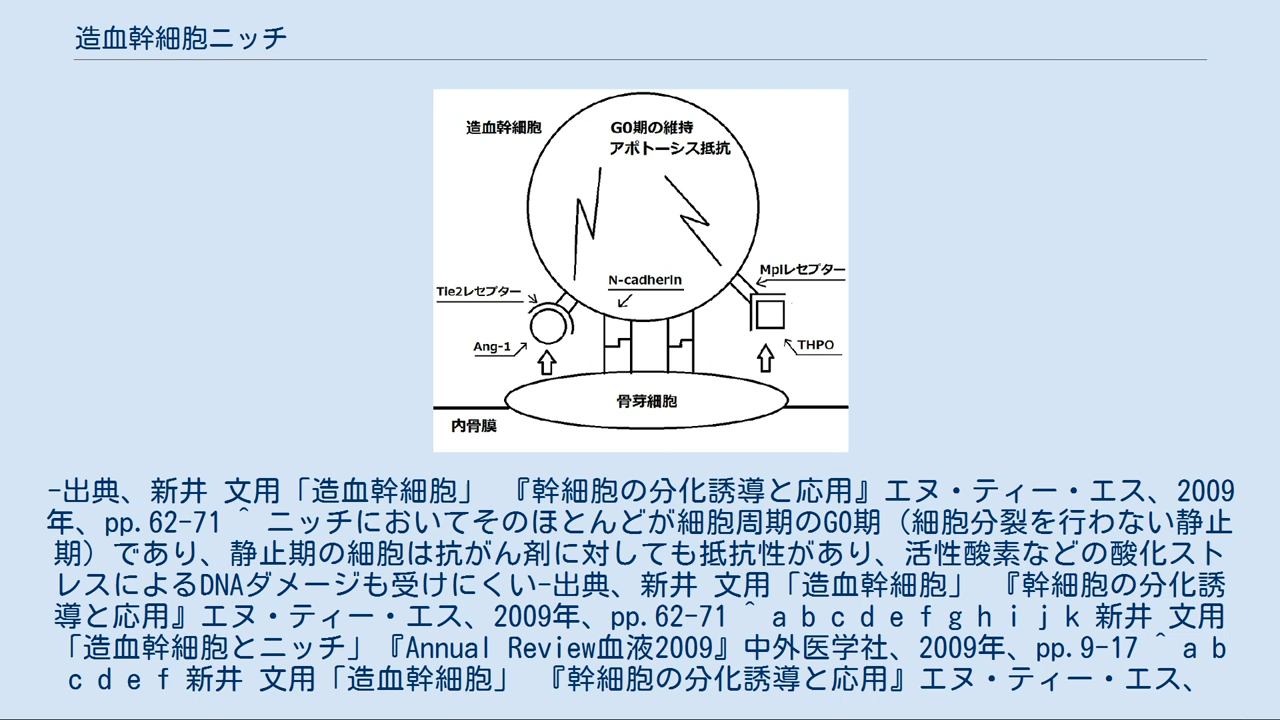 造血幹細胞ニッチ
造血幹細胞
G0期の維持
アポトーシス抵抗
N-cadherin
Mplレセプター
Tie2レセプター
Ang-1
THPO
骨芽細胞
内骨膜
-出典、新井 文用「造血幹細胞」 『幹細胞の分化誘導と応用』エヌ・ティー・エス、2009
年、pp.62-71 ^ ニッチにおいてそのほとんどが細胞周期のG0期（細胞分裂を行わない静止
期）であり、静止期の細胞は抗がん剤に対しても抵抗性があり、活性酸素などの酸化スト
レスによるDNAダメージも受けにくい-出典、新井 文用「造血幹細胞」 『幹細胞の分化誘
導と応用』エヌ・ティー・エス、2009年、pp.62-71 ^ a b c d e f g h i j k 新井 文用
「造血幹細胞とニッチ」『Annual Review血液2009』中外医学社、2009年、pp.9-17 ^ a b
c d e f 新井 文用「造血幹細胞」 『幹細胞の分化誘導と応用』エヌ・ティー・エス、